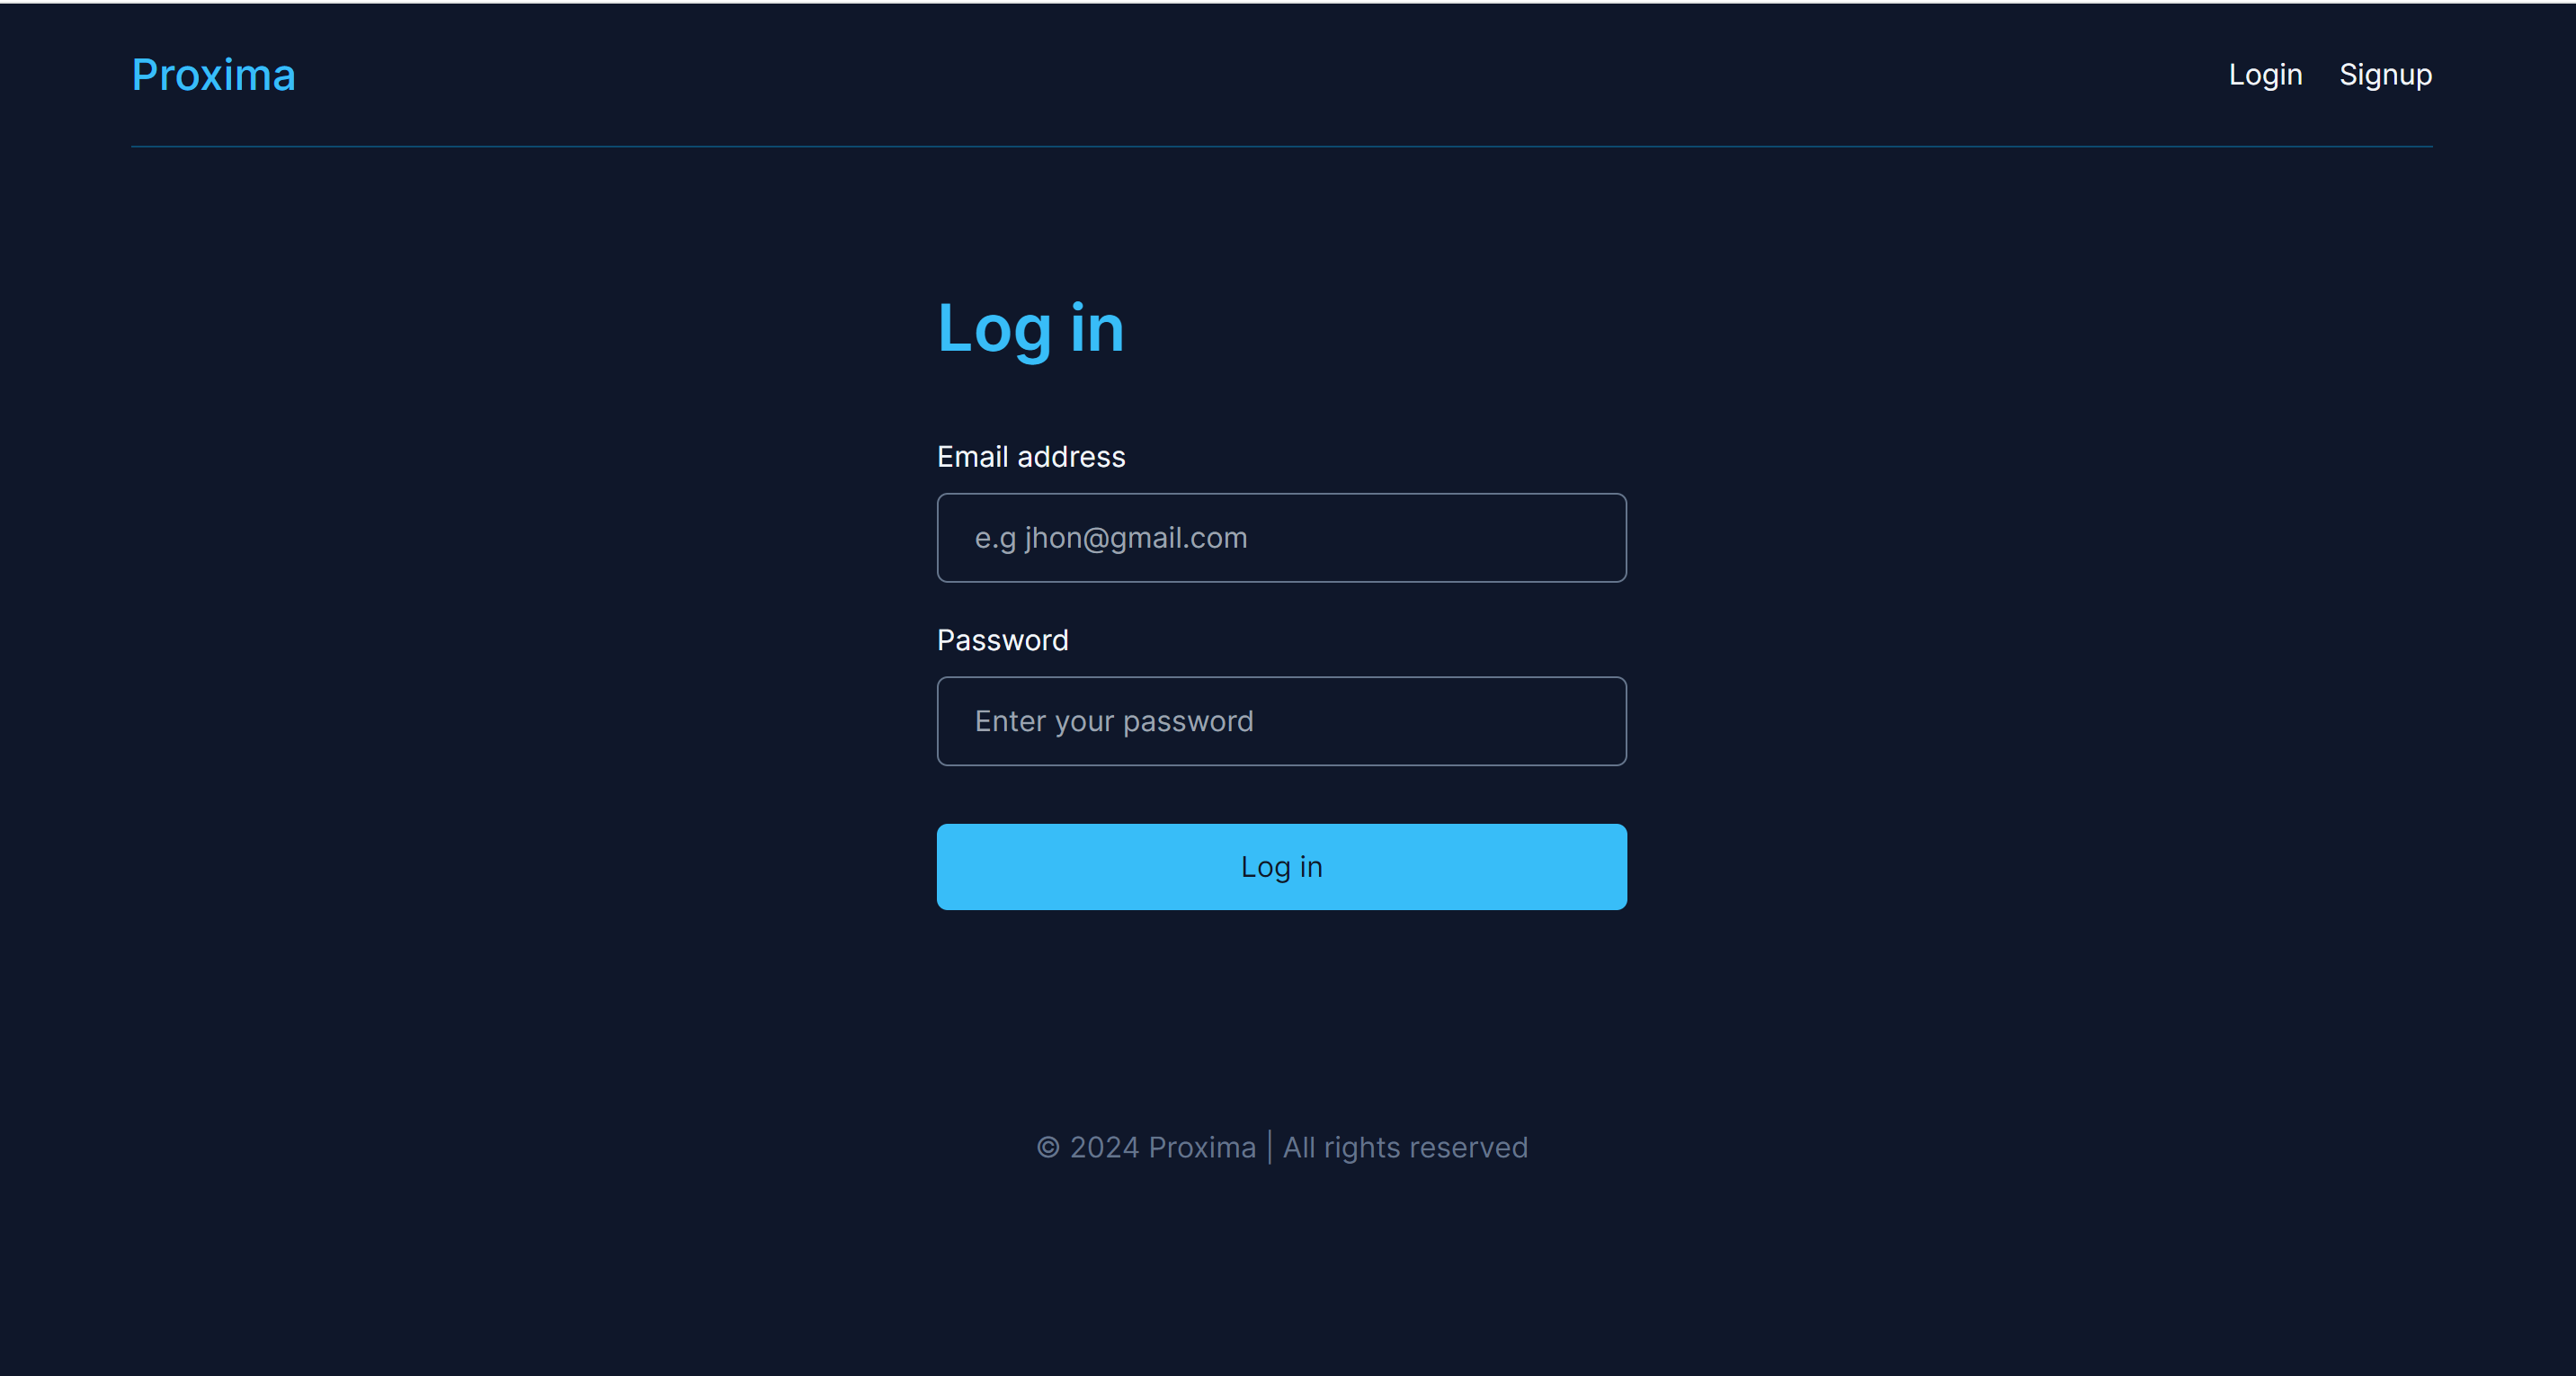 Proxima
Login Signup
Log in
Email address
e.g jhon@gmail.com
Password
Enter your password
Log in
© 2024 Proxima | All rights reserved